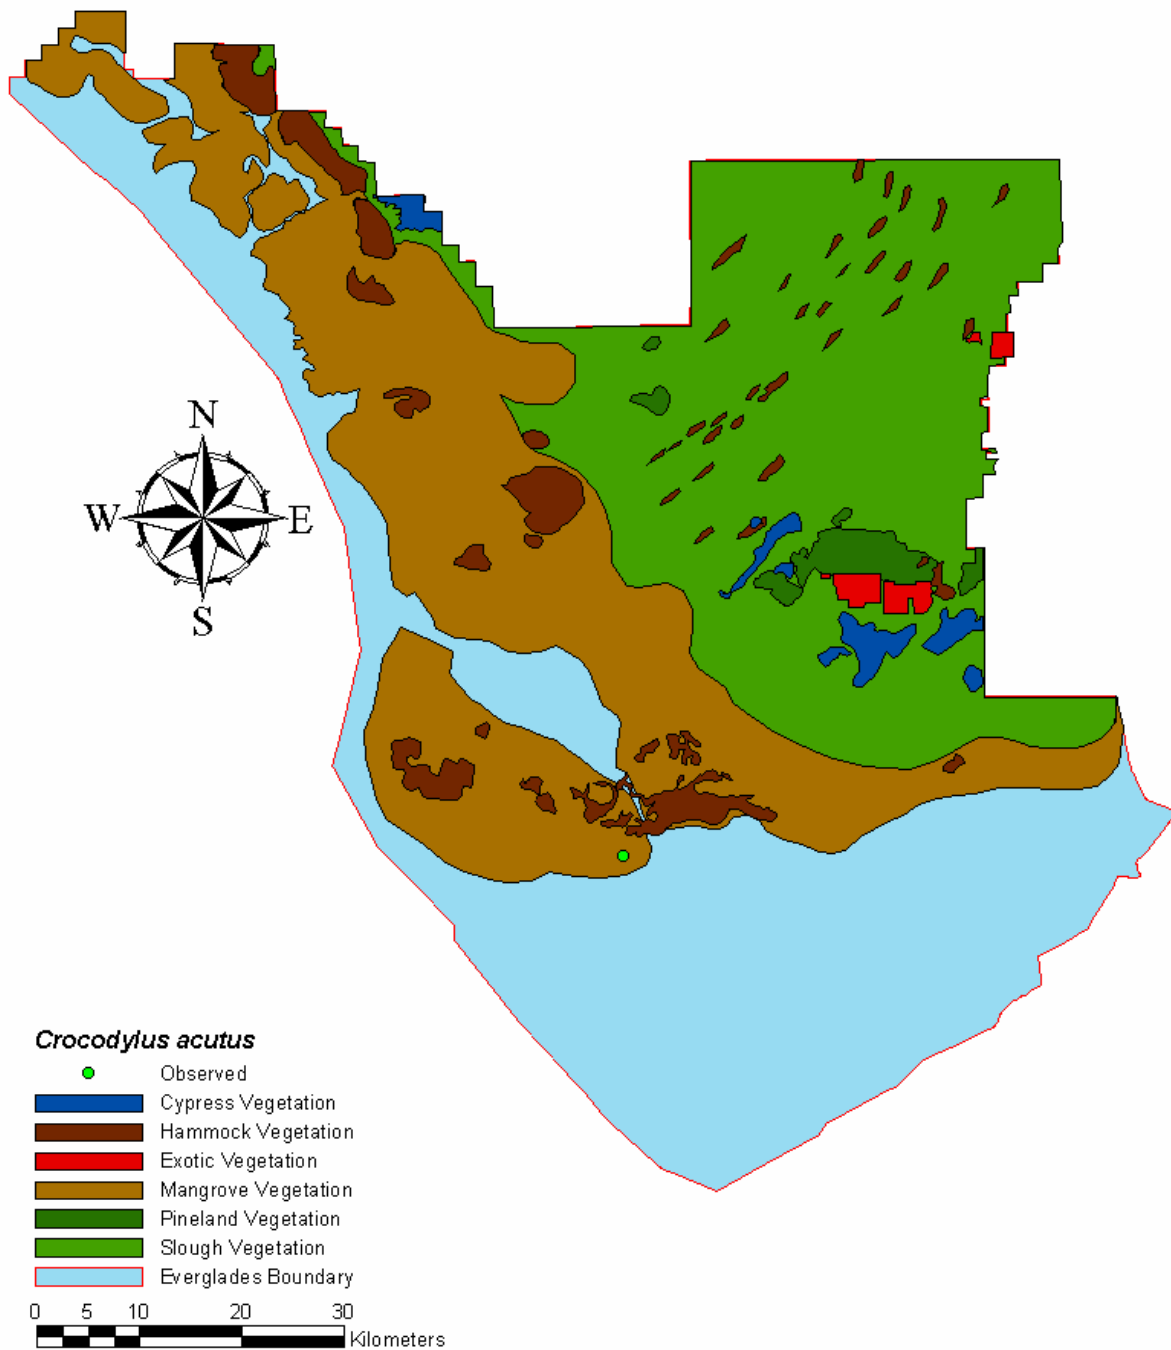 N
W E
S
Crocodylus acutus
Observed
Cypress Vegetation
Hammock Vegetation
Exotic Vegetation
Mangrove Vegetation
Pineland Vegetation
Slough Vegetation
Everglades Boundary
0 5 10 20 30
Kilometers